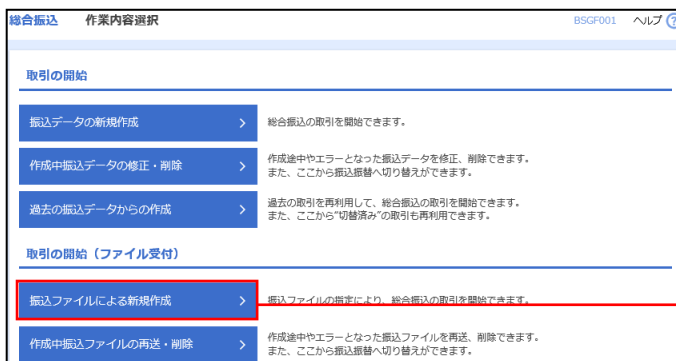 総合振込 作業内容選択 BSGF001 ヘルプ ?
取引の開始
振込データの新規作成 > 総合振込の取引を開始できます。
作成中振込データの修正・削除 > 作成途中やエラーとなった振込データを修正、削除できます。
また、ここから振込振替へ切り替えができます。
過去の振込データからの作成 > 過去の取引を再利用して、総合振込の取引を開始できます。
また、ここから“切替済み”の取引も再利用できます。
取引の開始（ファイル受付）
振込ファイルによる新規作成 > 振込ファイルの指定により、総合振込の取引を開始できます。
作成中振込ファイルの再送・削除 > 作成途中やエラーとなった振込ファイルを再送、削除できます。
また、ここから振込振替へ切り替えができます。